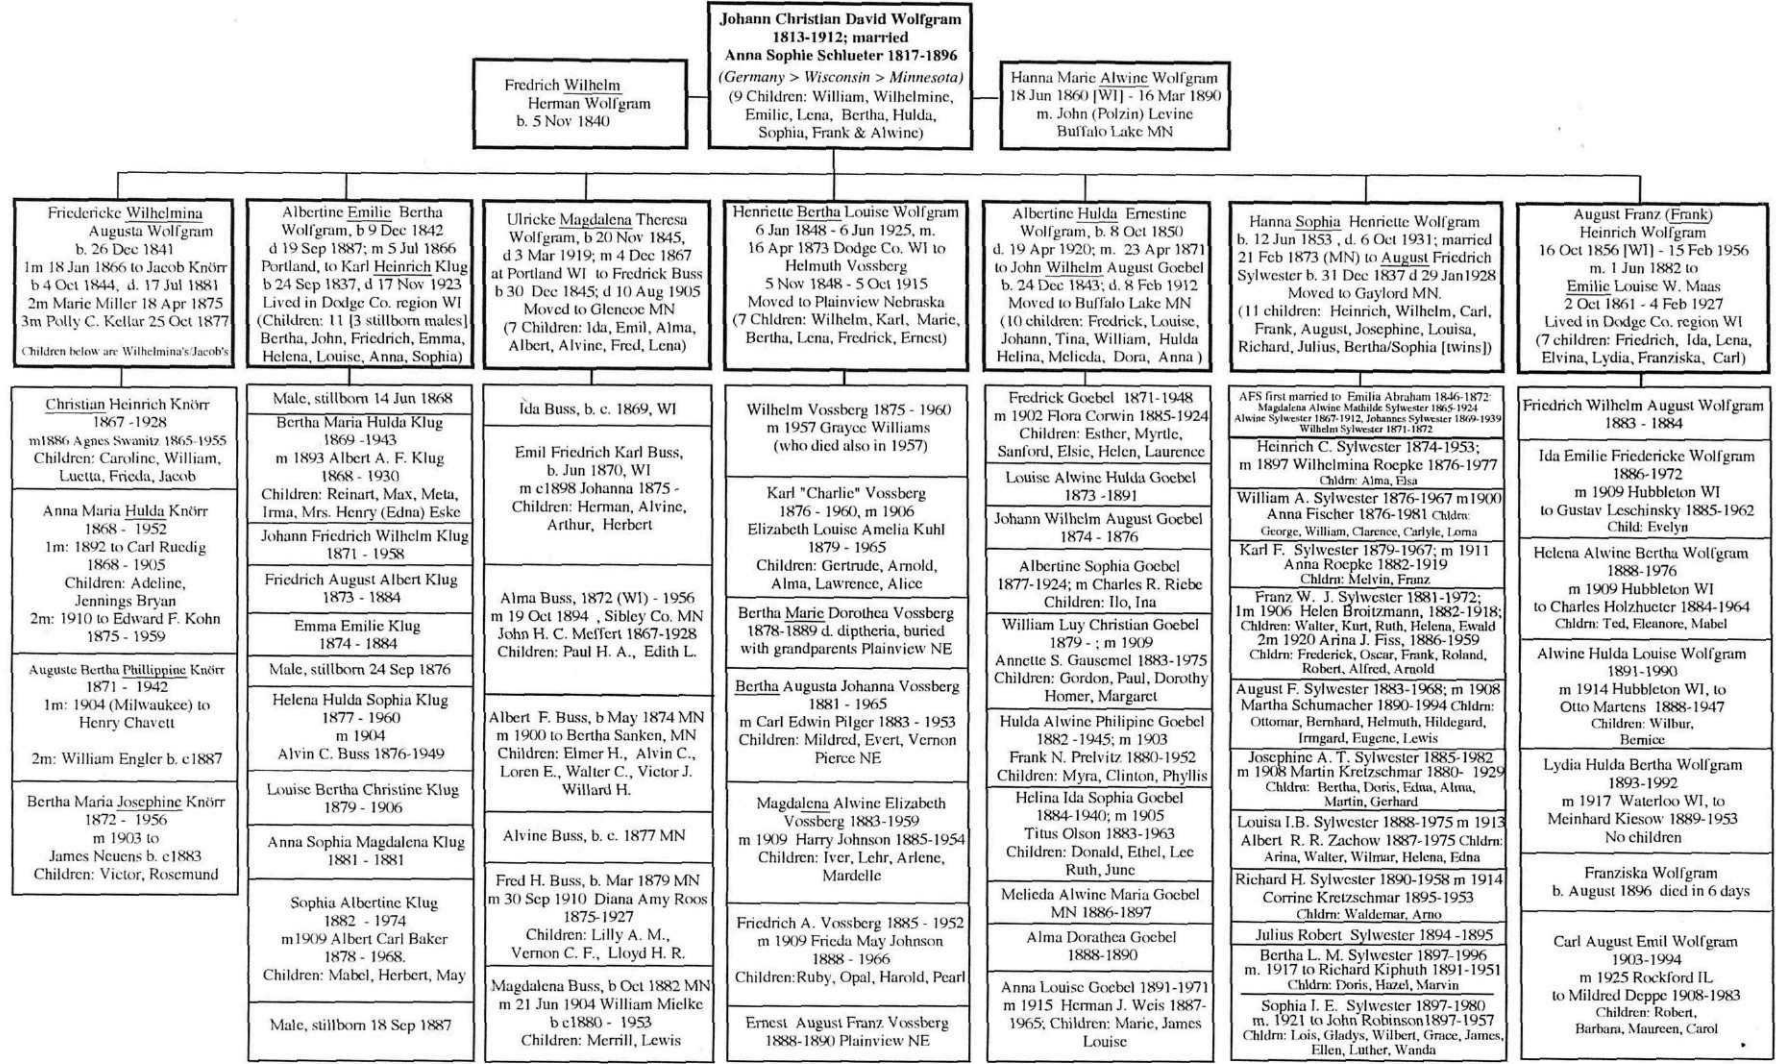 Johann Christian David Wolfgram
1813-1912; married
Anna Sophie Schlueter 1817-1896
(Germany > Wisconsin > Minnesota)
(9 Children: William, Wilhelmine,
Emilie, Lena, Bertha, Hulda,
Sophia, Frank & Alwine)
Fredrich Wilhelm
Herman Wolfgram
b. 5 Nov 1840
Hanna Marie Alwine Wolfgram
18 Jun 1860 [WI] - 16 Mar 1890
m. John (Polzin) Levine
Buffalo Lake MN
Friedericke Wilhelmina
Augusta Wolfgram
b. 26 Dec 1841
1m 18 Jan 1866 to Jacob Knörr
b 4 Oct 1844, d. 17 Jul 1881
2m Marie Miller 18 Apr 1875
3m Polly C. Kellar 25 Oct 1877
Children below are Wilhelmina's/Jacob's
Christian Heinrich Knörr
1867 -1928
m1886 Agnes Swanitz 1865-1955
Children: Caroline, William,
Luetta, Frieda, Jacob
Anna Maria Hulda Knörr
1868 - 1952
1m: 1892 to Carl Ruedig
1868 - 1905
Children: Adeline,
Jennings Bryan
2m: 1910 to Edward F. Kohn
1875 - 1959
Auguste Bertha Phillippine Knörr
1871 - 1942
1m: 1904 (Milwaukee) to
Henry Chavett
2m: William Engler b. c1887
Bertha Maria Josephine Knörr
1872 - 1956
m 1903 to
James Neuens b. c1883
Children: Victor, Rosemund
Albertine Emilie Bertha
Wolfgram, b 9 Dec 1842
d 19 Sep 1887; m 5 Jul 1866
Portland, to Karl Heinrich Klug
b 24 Sep 1837, d 17 Nov 1923
Lived in Dodge Co. region WI
(Children: 11 [3 stillborn males]
Bertha, John, Friedrich, Emma,
Helena, Louise, Anna, Sophia)
Male, stillborn 14 Jun 1868
Bertha Maria Hulda Klug
1869 -1943
m 1893 Albert A. F. Klug
1868 - 1930
Children: Reinart, Max, Meta,
Irma, Mrs. Henry (Edna) Eske
Johann Friedrich Wilhelm Klug
1871 - 1958
Friedrich August Albert Klug
1873 - 1884
Emma Emilie Klug
1874 - 1884
Male, stillborn 24 Sep 1876
Helena Hulda Sophia Klug
1877 - 1960
m 1904
Alvin C. Buss 1876-1949
Louise Bertha Christine Klug
1879 - 1906
Anna Sophia Magdalena Klug
1881 - 1881
Sophia Albertine Klug
1882 - 1974
m1909 Albert Carl Baker
1878 - 1968.
Children: Mabel, Herbert, May
Male, stillborn 18 Sep 1887
Ulricke Magdalena Theresa
Wolfgram, b 20 Nov 1845,
d 3 Mar 1919; m 4 Dec 1867
at Portland WI to Fredrick Buss
b 30 Dec 1845; d 10 Aug 1905
Moved to Glencoe MN
(7 Children: Ida, Emil, Alma,
Albert, Alvine, Fred, Lena)
Ida Buss, b. c. 1869, WI
Emil Friedrich Karl Buss,
b. Jun 1870, WI
m c1898 Johanna 1875 -
Children: Herman, Alvine,
Arthur, Herbert
Alma Buss, 1872 (WI) - 1956
m 19 Oct 1894 , Sibley Co. MN
John H. C. Meffert 1867-1928
Children: Paul H. A., Edith L.
Albert F. Buss, b May 1874 MN
m 1900 to Bertha Sanken, MN
Children: Elmer H., Alvin C.,
Loren E., Walter C., Victor J.
Willard H.
Alvine Buss, b. c. 1877 MN
Fred H. Buss, b. Mar 1879 MN
m 30 Sep 1910 Diana Amy Roos
1875-1927
Children: Lilly A. M.,
Vernon C. F., Lloyd H. R.
Magdalena Buss, b Oct 1882 MN
m 21 Jun 1904 William Mielke
b c1880 - 1953
Children: Merrill, Lewis
Henriette Bertha Louise Wolfgram
6 Jan 1848 - 6 Jun 1925, m.
16 Apr 1873 Dodge Co. WI to
Helmuth Vossberg
5 Nov 1848 - 5 Oct 1915
Moved to Plainview Nebraska
(7 Chldren: Wilhelm, Karl, Marie,
Bertha, Lena, Fredrick, Ernest)
Wilhelm Vossberg 1875 - 1960
m 1957 Grayce Williams
(who died also in 1957)
Karl "Charlie" Vossberg
1876 - 1960, m 1906
Elizabeth Louise Amelia Kuhl
1879 - 1965
Children: Gertrude, Arnold,
Alma, Lawrence, Alice
Bertha Marie Dorothea Vossberg
1878-1889 d. diptheria, buried
with grandparents Plainview NE
Bertha Augusta Johanna Vossberg
1881 - 1965
m Carl Edwin Pilger 1883 - 1953
Children: Mildred, Evert, Vernon
Pierce NE
Magdalena Alwine Elizabeth
Vossberg 1883-1959
m 1909 Harry Johnson 1885-1954
Children: Iver, Lehr, Arlene,
Mardelle
Friedrich A. Vossberg 1885 - 1952
m 1909 Frieda May Johnson
1888 - 1966
Children:Ruby, Opal, Harold, Pearl
Ernest August Franz Vossberg
1888-1890 Plainview NE
Albertine Hulda Ernestine
Wolfgram, b. 8 Oct 1850
d. 19 Apr 1920; m. 23 Apr 1871
to John Wilhelm August Goebel
b. 24 Dec 1843; d. 8 Feb 1912
Moved to Buffalo Lake MN
(10 children: Fredrick, Louise,
Johann, Tina, William, Hulda
Helina, Melieda, Dora, Anna )
Fredrick Goebel 1871-1948
m 1902 Flora Corwin 1885-1924
Children: Esther, Myrtle,
Sanford, Elsie, Helen, Laurence
Louise Alwine Hulda Goebel
1873 -1891
Johann Wilhelm August Goebel
1874 - 1876
Albertine Sophia Goebel
1877-1924; m Charles R. Riebe
Children: Ilo, Ina
William Luy Christian Goebel
1879 - ; m 1909
Annette S. Gausemel 1883-1975
Children: Gordon, Paul, Dorothy
Homer, Margaret
Hulda Alwine Philipine Goebel
1882 -1945; m 1903
Frank N. Prelvitz 1880-1952
Children: Myra, Clinton, Phyllis
Helina Ida Sophia Goebel
1884-1940; m 1905
Titus Olson 1883-1963
Children: Donald, Ethel, Lee
Ruth, June
Melieda Alwine Maria Goebel
MN 1886-1897
Alma Dorathea Goebel
1888-1890
Anna Louise Goebel 1891-1971
m 1915 Herman J. Weis 1887-
1965; Children: Marie, James
Louise
Hanna Sophia Henriette Wolfgram
b. 12 Jun 1853 , d. 6 Oct 1931; married
21 Feb 1873 (MN) to August Friedrich
Sylwester b. 31 Dec 1837 d 29 Jan1928
Moved to Gaylord MN.
(11 children: Heinrich, Wilhelm, Carl,
Frank, August, Josephine, Louisa,
Richard, Julius, Bertha/Sophia [twins])
AFS first married to Emilia Abraham 1846-1872:
Magdalena Alwine Mathilde Sylwester 1865-1924
Alwine Sylwester 1867-1912, Johannes Sylwester 1869-1939
Wilhelm Sylwester 1871-1872
Heinrich C. Sylwester 1874-1953;
m 1897 Wilhelmina Roepke 1876-1977
Chldrn: Alma, Elsa
William A. Sylwester 1876-1967 m1900
Anna Fischer 1876-1981 Chldrn:
George, William, Clarence, Carlyle, Lorna
Karl F. Sylwester 1879-1967; m 1911
Anna Roepke 1882-1919
Chldrn: Melvin, Franz
Franz W. J. Sylwester 1881-1972;
1m 1906 Helen Broitzmann, 1882-1918;
Children: Walter, Kurt, Ruth, Helena, Ewald
2m 1920 Arina J. Fiss, 1886-1959
Chldrn: Frederick, Oscar, Frank, Roland,
Robert, Alfred, Arnold
August F. Sylwester 1883-1968; m 1908
Martha Schumacher 1890-1994 Chldrn:
Ottomar, Bernhard, Helmuth, Hildegard,
Irmgard, Eugene, Lewis
Josephine A. T. Sylwester 1885-1982
m 1908 Martin Kretzschmar 1880- 1929
Chldrn: Bertha, Doris, Edna, Alma,
Martin, Gerhard
Louisa I.B. Sylwester 1888-1975 m 1913
Albert R. R. Zachow 1887-1975 Chldrn:
Arina, Walter, Wilmar, Helena, Edna
Richard H. Sylwester 1890-1958 m 1914
Corrine Kretzschmar 1895-1953
Chldrn: Waldemar, Arno
Julius Robert Sylwester 1894 -1895
Bertha L. M. Sylwester 1897-1996
m. 1917 to Richard Kiphuth 1891-1951
Chldrn: Doris, Hazel, Marvin
Sophia I. E. Sylwester 1897-1980
m. 1921 to John Robinson1897-1957
Chldrn: Lois, Gladys, Wilbert, Grace, James,
Ellen, Luther, Wanda
August Franz (Frank)
Heinrich Wolfgram
16 Oct 1856 [WI] - 15 Feb 1956
m. 1 Jun 1882 to
Emilie Louise W. Maas
2 Oct 1861 - 4 Feb 1927
Lived in Dodge Co. region WI
(7 children: Friedrich, Ida, Lena,
Elvina, Lydia, Franziska, Carl)
Friedrich Wilhelm August Wolfgram
1883 - 1884
Ida Emilie Friedericke Wolfgram
1886-1972
m 1909 Hubbleton WI
to Gustav Leschinsky 1885-1962
Child: Evelyn
Helena Alwine Bertha Wolfgram
1888-1976
m 1909 Hubbleton WI
to Charles Holzhueter 1884-1964
Chldrn: Ted, Eleanore, Mabel
Alwine Hulda Louise Wolfgram
1891-1990
m 1914 Hubbleton WI, to
Otto Martens 1888-1947
Children: Wilbur,
Bernice
Lydia Hulda Bertha Wolfgram
1893-1992
m 1917 Waterloo WI, to
Meinhard Kiesow 1889-1953
No children
Franziska Wolfgram
b. August 1896 died in 6 days
Carl August Emil Wolfgram
1903-1994
m 1925 Rockford IL
to Mildred Deppe 1908-1983
Children: Robert,
Barbara, Maureen, Carol